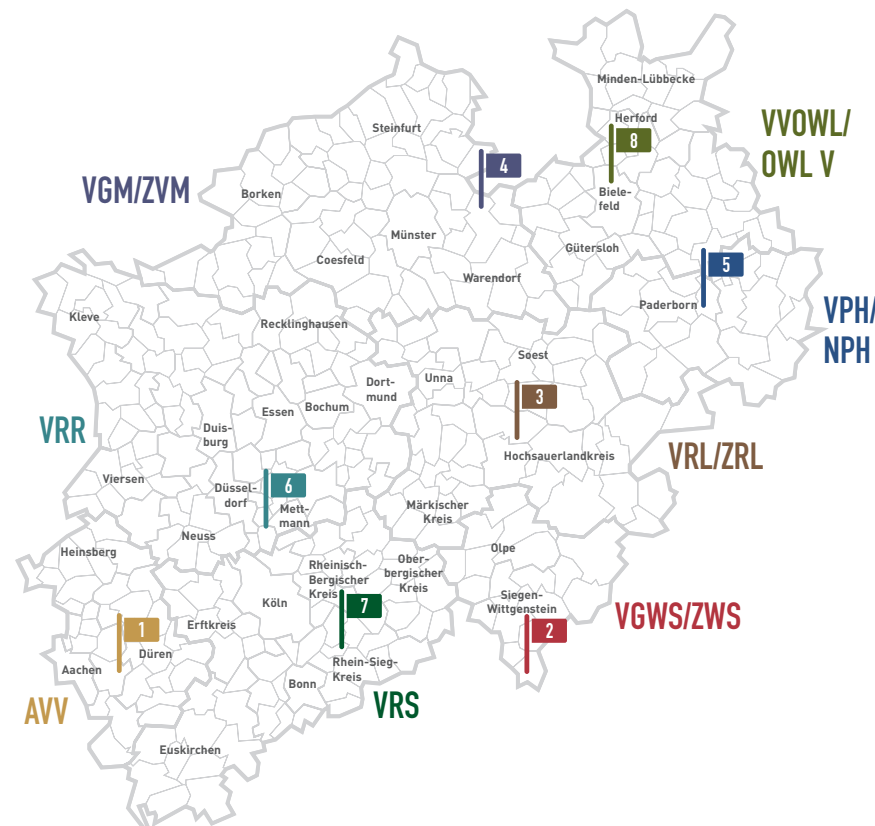 Minden-Lübbecke
Herford
8
VVOWL/
OWL V
Steinfurt
4
VGM/ZVM
Borken
Biele-
feld
Münster
Gütersloh
Coesfeld
Warendorf
5
Paderborn
VPH/
NPH
Kleve
Recklinghausen
Soest
Unna
Dort-
mund
3
Essen
Bochum
VRR
Duis-
burg
Hochsauerlandkreis
VRL/ZRL
Viersen
6
Düssel-
dorf
Mett-
mann
Märkischer
Kreis
Neuss
Heinsberg
Olpe
Rheinisch-
Bergischer
Kreis
Ober-
bergischer
Kreis
Köln
7
Siegen-
Wittgenstein
VGWS/ZWS
1
Erftkreis
2
Düren
Aachen
Rhein-Sieg-
Kreis
Bonn
AVV
VRS
Euskirchen